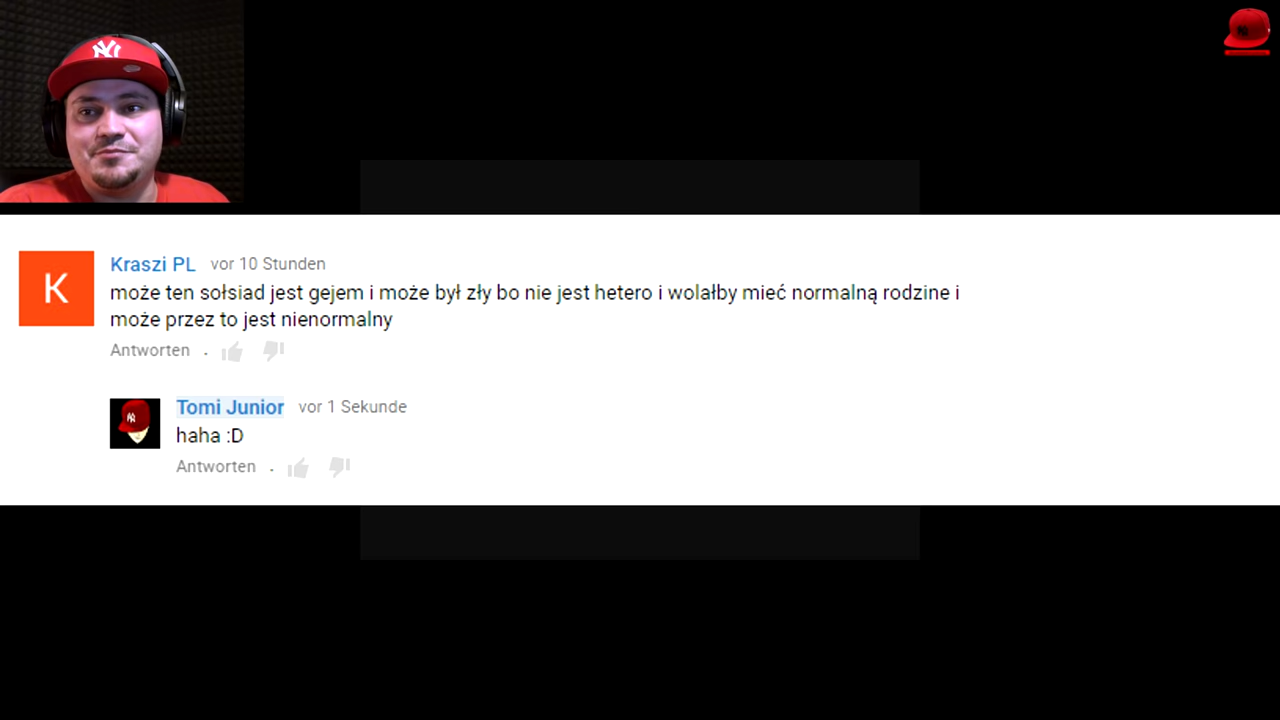 NY
K
Kraszi PL vor 10 Stunden
może ten sołsiad jest gejem i może był zły bo nie jest hetero i wolałby mieć normalną rodzine i
może przez to jest nienormalny
Antworten .
Tomi Junior vor 1 Sekunde
haha :D
Antworten .